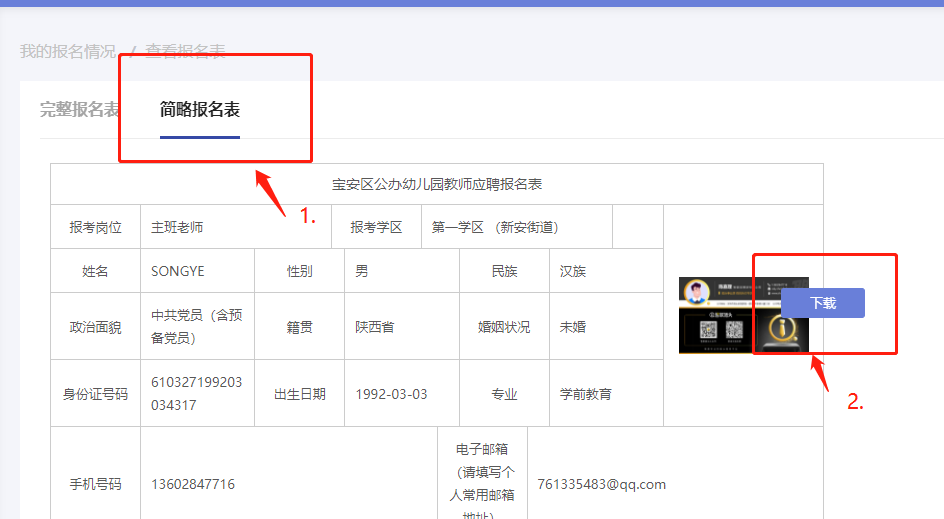 我的报名情况 / 查看报名表
完整报名表 简略报名表
1.
宝安区公办幼儿园教师应聘报名表
报考岗位 主班老师 报考学区 第一学区 （新安街道）
姓名 SONGYE 性别 男 民族 汉族
下载
政治面貌 中共党员（含预
备党员） 籍贯 陕西省 婚姻状况 未婚
2.
身份证号码 610327199203
034317 出生日期 1992-03-03 专业 学前教育
手机号码 13602847716
电子邮箱
（请填写个
人常用邮箱
地址）
761335483@qq.com